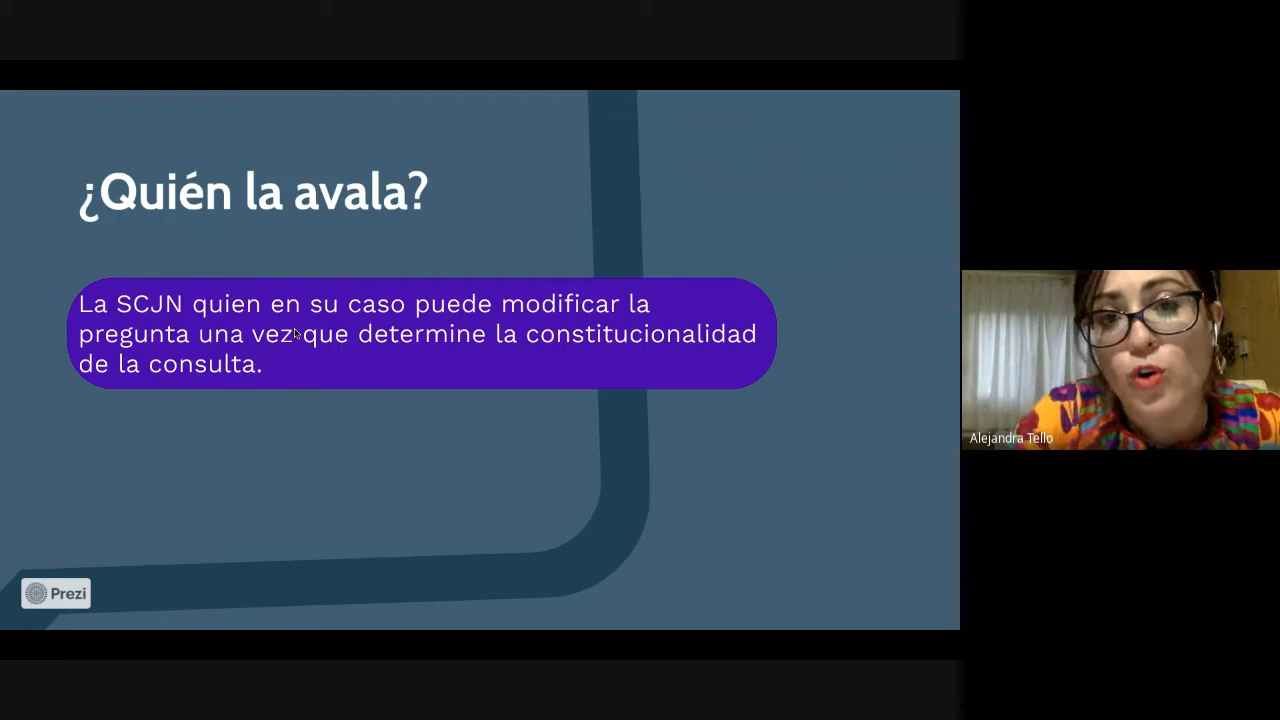 ¿Quién la avala?
La SCJN quien en su caso puede modificar la
pregunta una vez que determine la constitucionalidad
de la consulta.
Alejandra Tello
Prezi